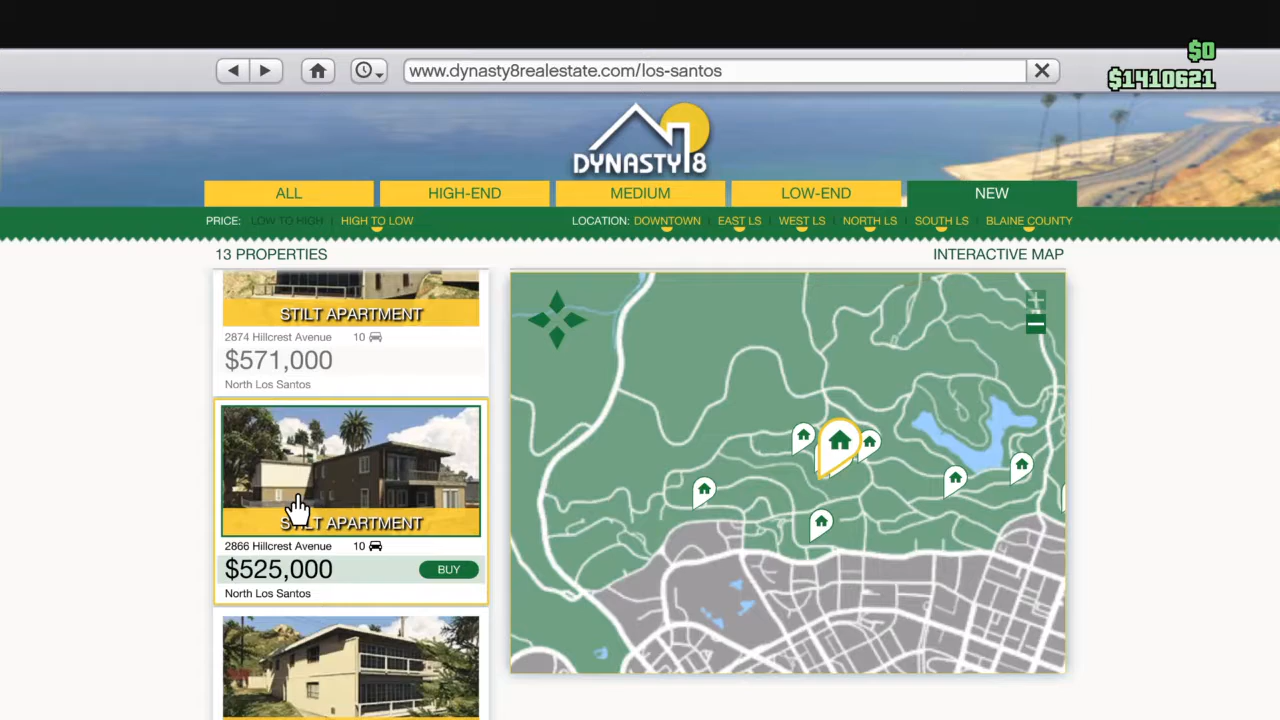 $0
$1410621
www.dynasty8realestate.com/los-santos
DYNASTY 8
ALL
HIGH-END
MEDIUM
LOW-END
NEW
PRICE: LOW TO HIGH | HIGH TO LOW
LOCATION: DOWNTOWN | EAST LS | WEST LS | NORTH LS | SOUTH LS | BLAINE COUNTY
13 PROPERTIES
INTERACTIVE MAP
STILT APARTMENT
2874 Hillcrest Avenue 10
$571,000
North Los Santos
STILT APARTMENT
2866 Hillcrest Avenue 10
$525,000
BUY
North Los Santos